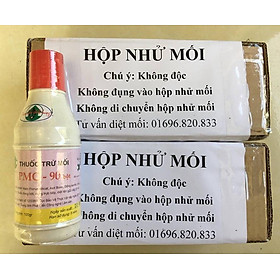 THUỐC TRỪ MỐI
PMC - 90
HỘP NHỬ MỐI
Chú ý: Không độc
Không đụng vào hộp nhử mối
Không di chuyển hộp nhử mối
Tư vấn diệt mối: 01696.820.833
HỘP NHỬ MỐI
Chú ý: Không độc
Không đụng vào hộp nhử mối
hông di chuyển hộp nhử mối
vấn diệt mối: 01696.820.833